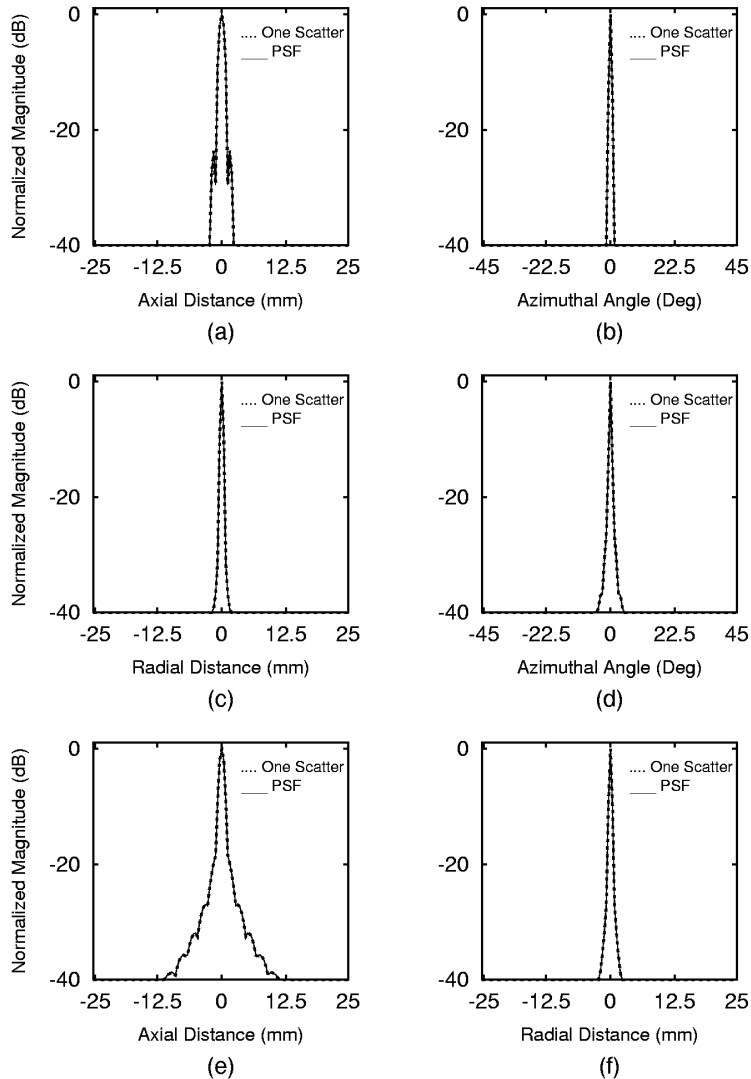 Normalized Magnitude (dB)
0
-20
-40
.... One Scatter
___ PSF
-25 -12.5 0 12.5 25
Axial Distance (mm)
(a)
0
-20
-40
.... One Scatter
___ PSF
-45 -22.5 0 22.5 45
Azimuthal Angle (Deg)
(b)
Normalized Magnitude (dB)
0
-20
-40
.... One Scatter
___ PSF
-25 -12.5 0 12.5 25
Radial Distance (mm)
(c)
0
-20
-40
.... One Scatter
___ PSF
-45 -22.5 0 22.5 45
Azimuthal Angle (Deg)
(d)
Normalized Magnitude (dB)
0
-20
-40
.... One Scatter
___ PSF
-25 -12.5 0 12.5 25
Axial Distance (mm)
(e)
0
-20
-40
.... One Scatter
___ PSF
-25 -12.5 0 12.5 25
Radial Distance (mm)
(f)